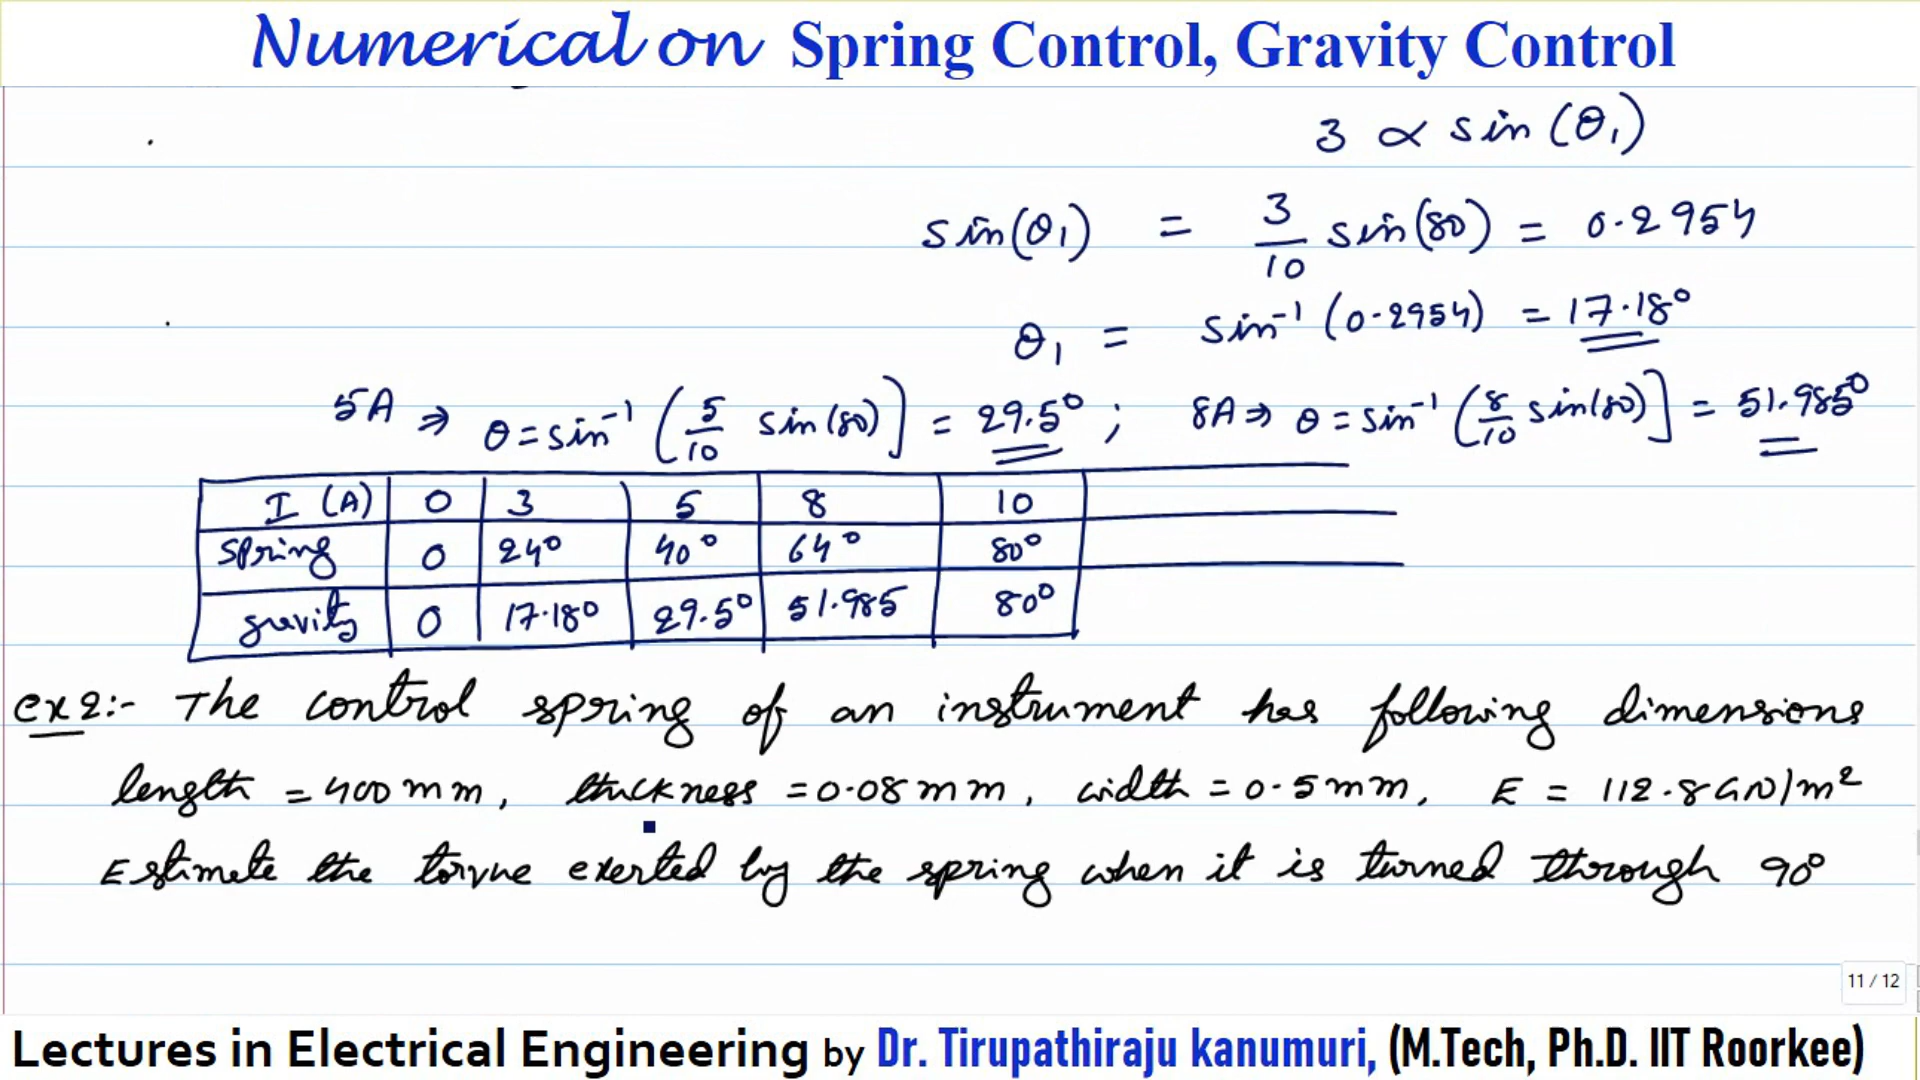 Numerical on Spring Control, Gravity Control
3 ∝ sin(θ₁)
sin(θ₁) = 3/10 sin(80) = 0.2954
θ₁ = sin⁻¹ (0.2954) = 17.18°
5A ⇒ θ = sin⁻¹ (5/10 sin(80)] = 29.5° ; 8A ⇒ θ = sin⁻¹ (8/10 sin(80)] = 51.985°
I (A) 0 3 5 8 10
Spring 0 24° 40° 64° 80°
gravity 0 17.18° 29.5° 51.985 80°
ex2:- The control spring of an instrument has following dimensions
length = 400 mm, thickness = 0.08 mm, width = 0.5 mm, E = 112.8 GN/m²
Estimate the torque exerted by the spring when it is turned through 90°
11 / 12
Lectures in Electrical Engineering by Dr. Tirupathiraju kanumuri, (M.Tech, Ph.D. IIT Roorkee)